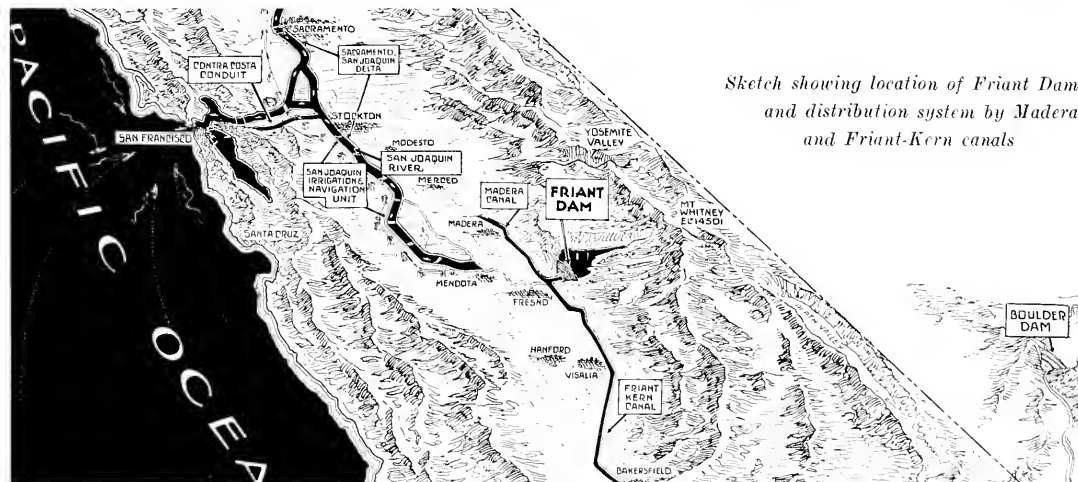 Sketch showing location of Friant Dam
and distribution system by Madera
and Friant-Kern canals
PACIFIC
OCEA
SACRAMENTO
SACRAMENTO,
SAN JOAQUIN
DELTA
CONTRA COSTA
CONDUIT
STOCKTON
SAN FRANCISCO
MODESTO
SAN JOAQUIN
RIVER
MERCED
SAN JOAQUIN
IRRIGATION &
NAVIGATION
UNIT
SANTA CRUZ
YOSEMITE
VALLEY
MADERA
CANAL
FRIANT
DAM
MT
WHITNEY
EL. 14501
MADERA
MENDOTA
FRESNO
BOULDER
DAM
HANFORD
VISALIA
FRIANT
KERN
CANAL
BAKERSFIELD